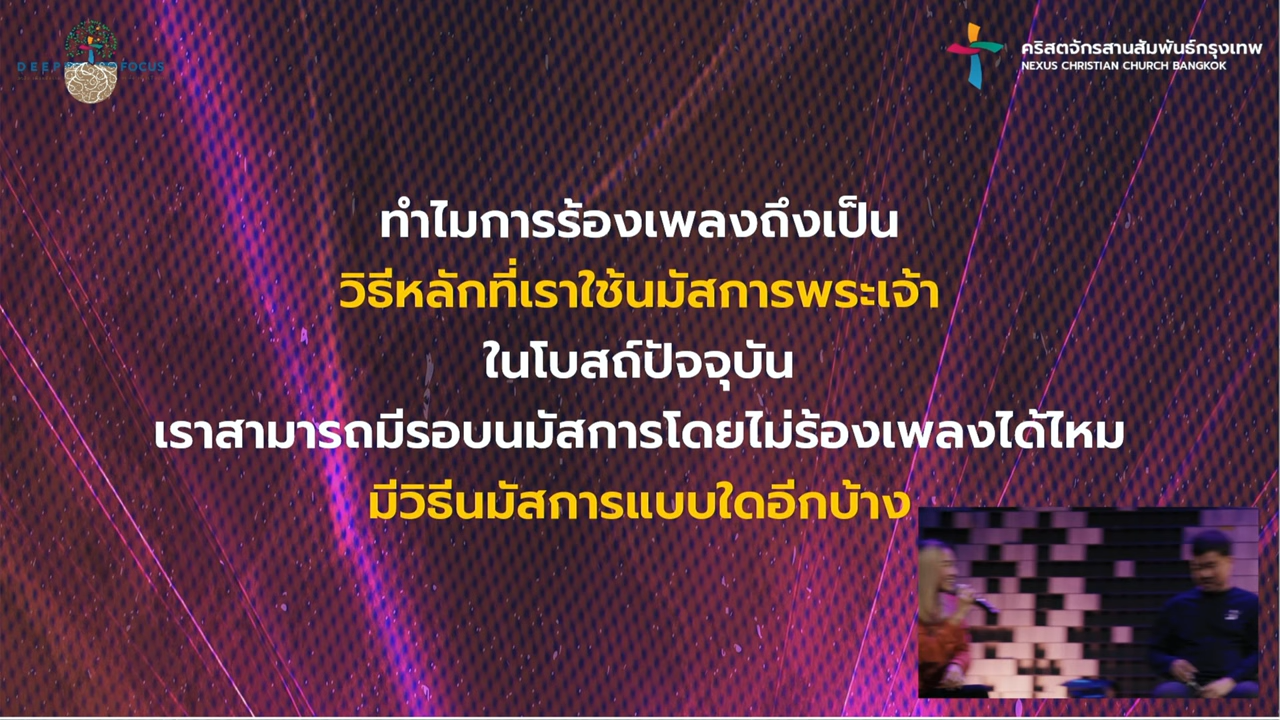 DEEP ROOTED FOCUS
คริสตจักรสานสัมพันธ์กรุงเทพ
NEXUS CHRISTIAN CHURCH BANGKOK
ทำไมการร้องเพลงถึงเป็น
วิธีหลักที่เราใช้นมัสการพระเจ้า
ในโบสถ์ปัจจุบัน
เราสามารถมีรอบนมัสการโดยไม่ร้องเพลงได้ไหม
มีวิธีนมัสการแบบใดอีกบ้าง